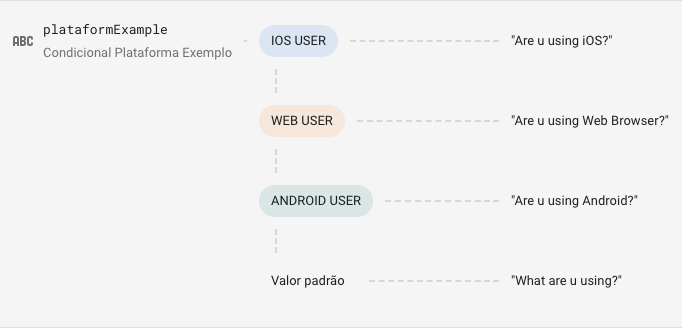 ABC
plataformExample
Condicional Plataforma Exemplo
IOS USER
"Are u using iOS?"
WEB USER
"Are u using Web Browser?"
ANDROID USER
"Are u using Android?"
Valor padrão
"What are u using?"